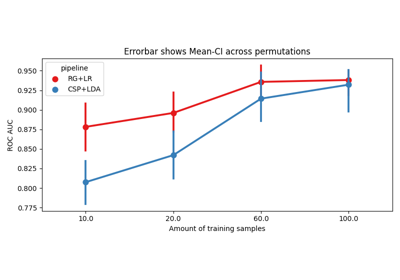 Errorbar shows Mean-CI across permutations
pipeline
RG+LR
CSP+LDA
ROC AUC
0.950
0.925
0.900
0.875
0.850
0.825
0.800
0.775
10.0 20.0 60.0 100.0
Amount of training samples